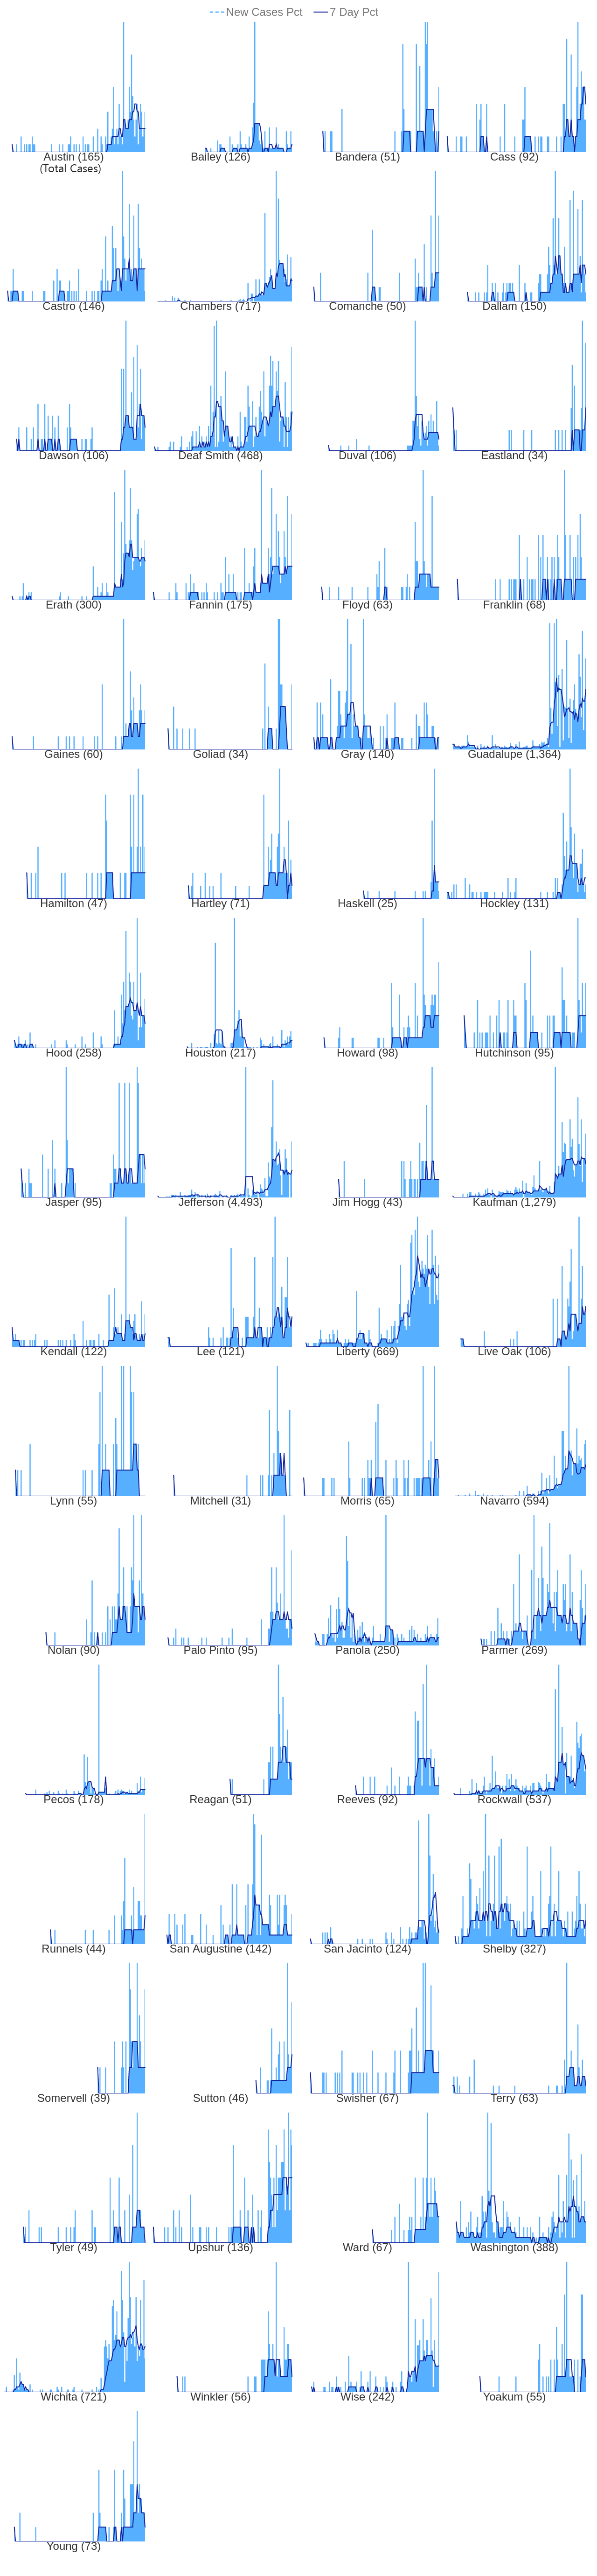 New Cases Pct 7 Day Pct
Austin (165) Bailey (126) Bandera (51) Cass (92)
(Total Cases)
Castro (146) Chambers (717) Comanche (50) Dallam (150)
Dawson (106) Deaf Smith (468) Duval (106) Eastland (34)
Erath (300) Fannin (175) Floyd (63) Franklin (68)
Gaines (60) Goliad (34) Gray (140) Guadalupe (1,364)
Hamilton (47) Hartley (71) Haskell (25) Hockley (131)
Hood (258) Houston (217) Howard (98) Hutchinson (95)
Jasper (95) Jefferson (4,493) Jim Hogg (43) Kaufman (1,279)
Kendall (122) Lee (121) Liberty (669) Live Oak (106)
Lynn (55) Mitchell (31) Morris (65) Navarro (594)
Nolan (90) Palo Pinto (95) Panola (250) Parmer (269)
Pecos (178) Reagan (51) Reeves (92) Rockwall (537)
Runnels (44) San Augustine (142) San Jacinto (124) Shelby (327)
Somervell (39) Sutton (46) Swisher (67) Terry (63)
Tyler (49) Upshur (136) Ward (67) Washington (388)
Wichita (721) Winkler (56) Wise (242) Yoakum (55)
Young (73)